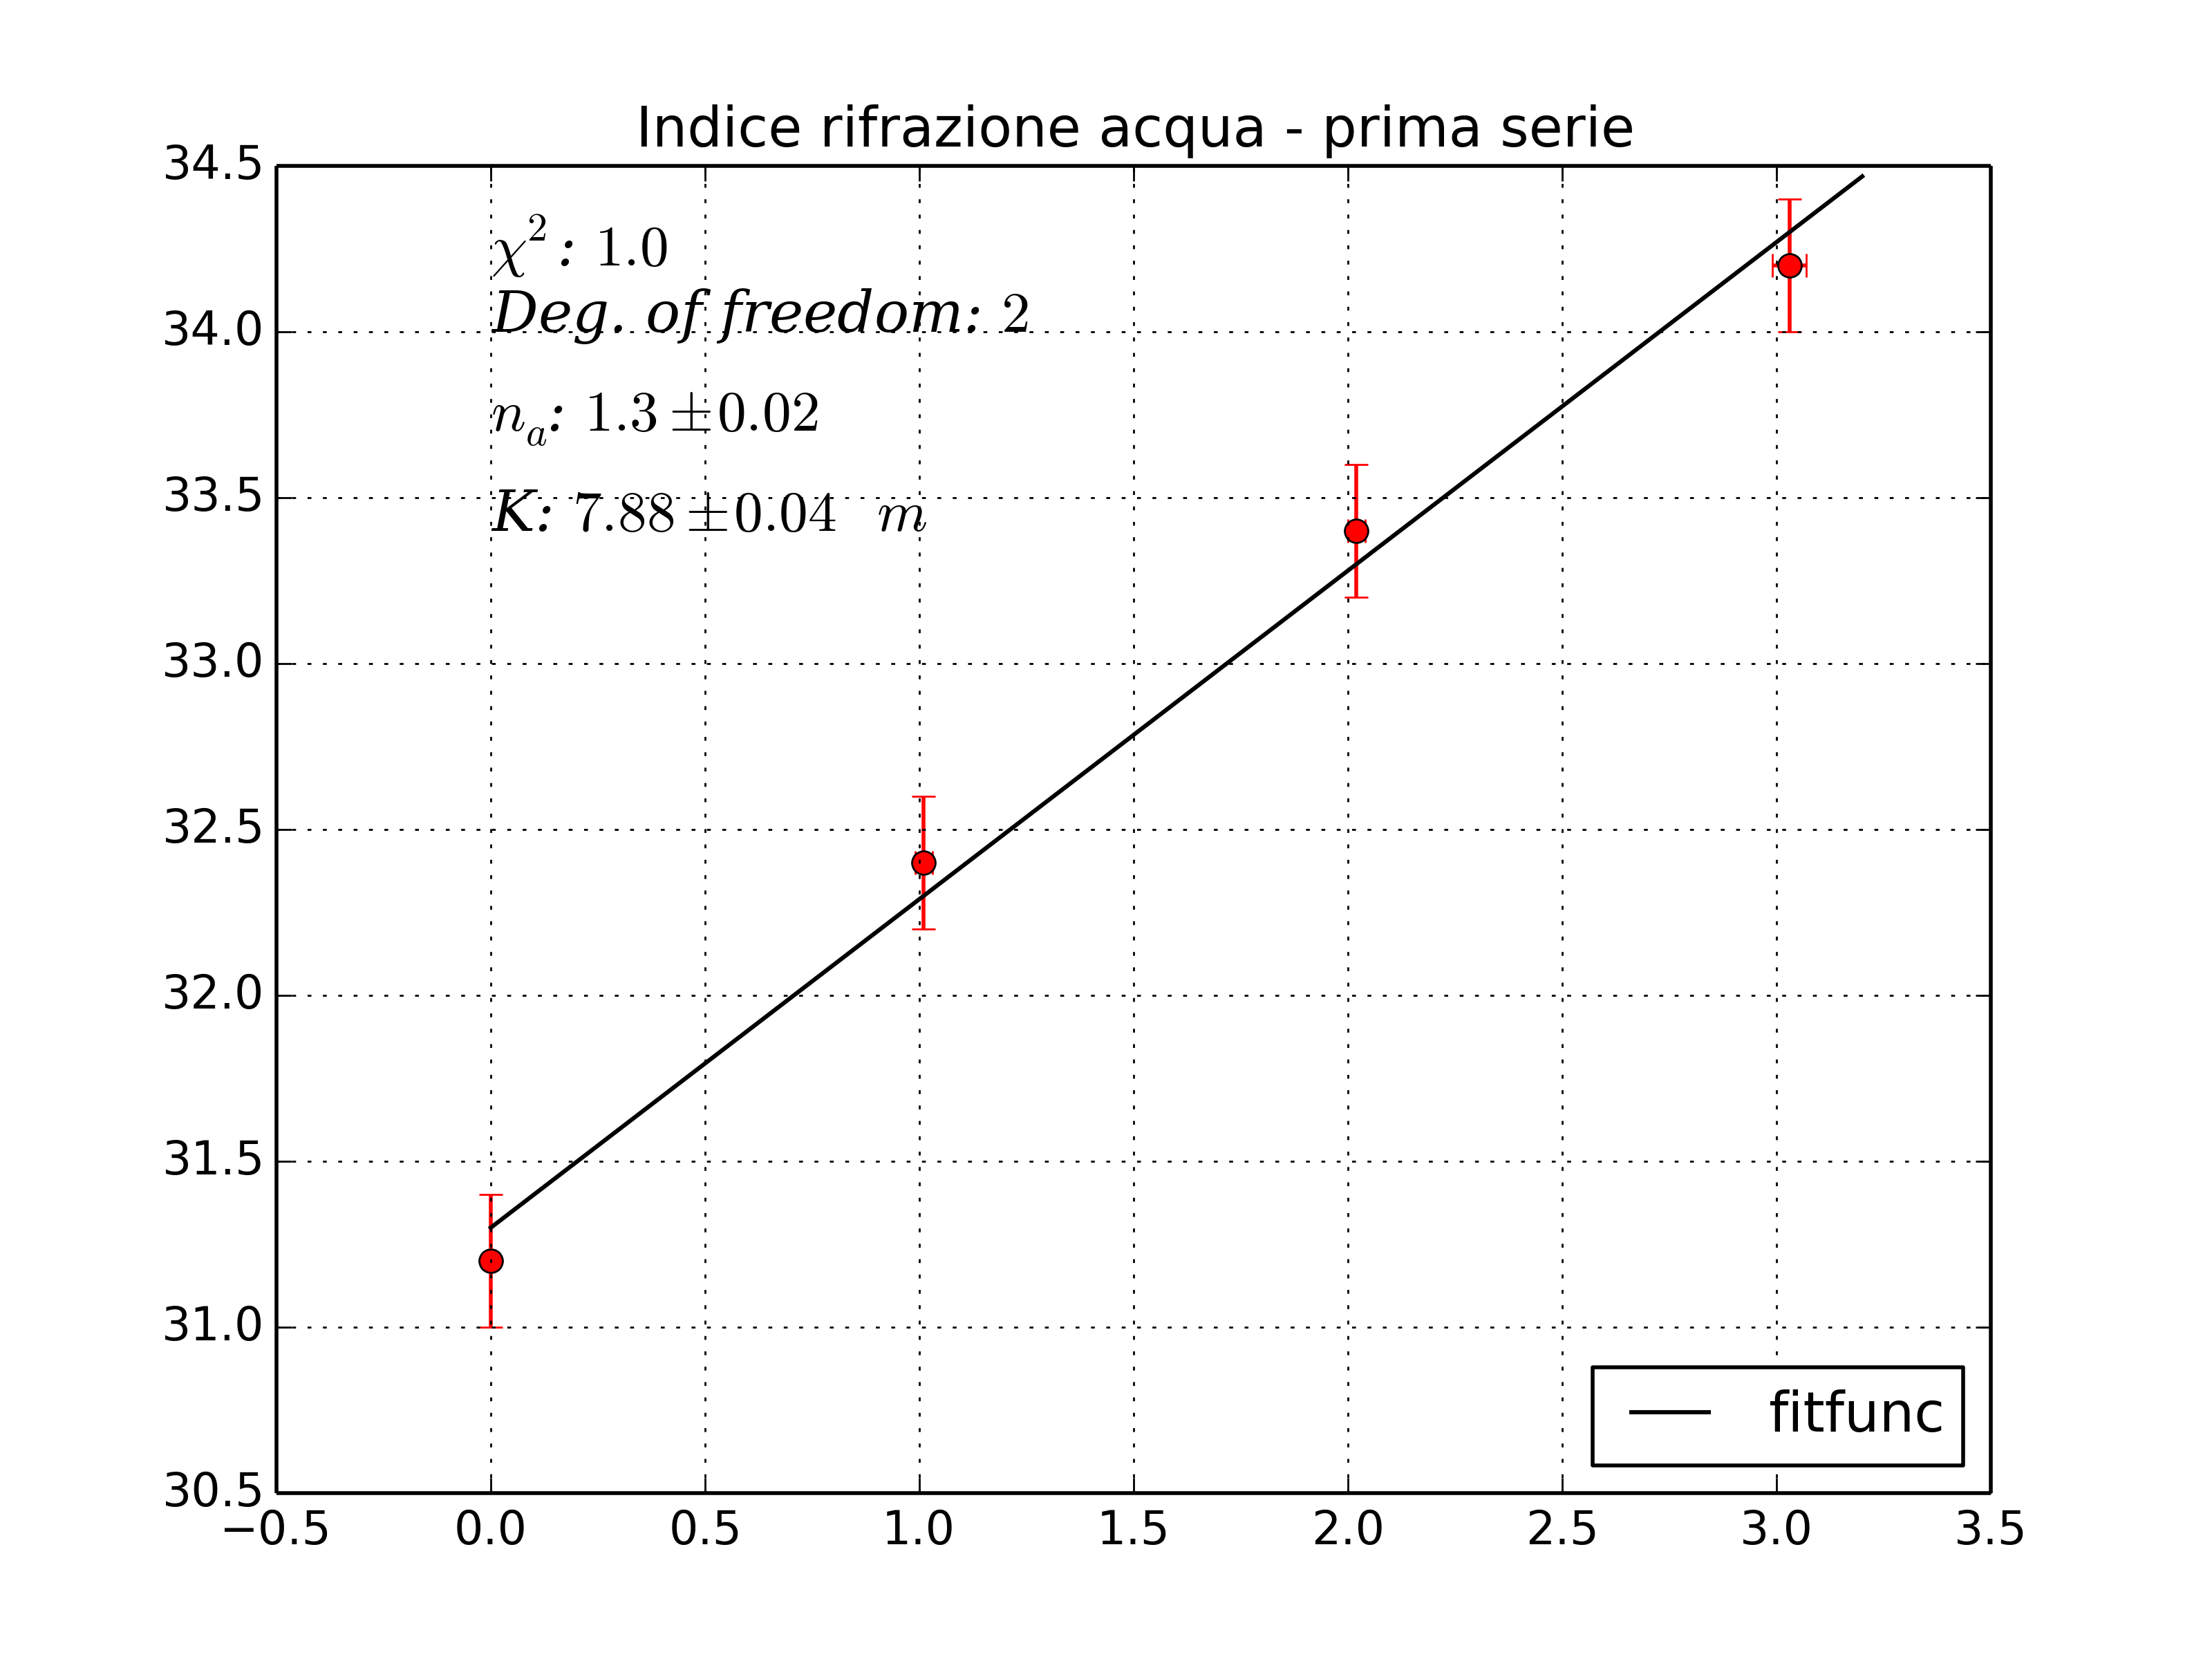 Indice rifrazione acqua - prima serie
34.5
34.0
33.5
33.0
32.5
32.0
31.5
31.0
30.5
χ²: 1.0
Deg. of freedom: 2
nₐ: 1.3 ±0.02
K: 7.88 ±0.04 m
fitfunc
−0.5 0.0 0.5 1.0 1.5 2.0 2.5 3.0 3.5